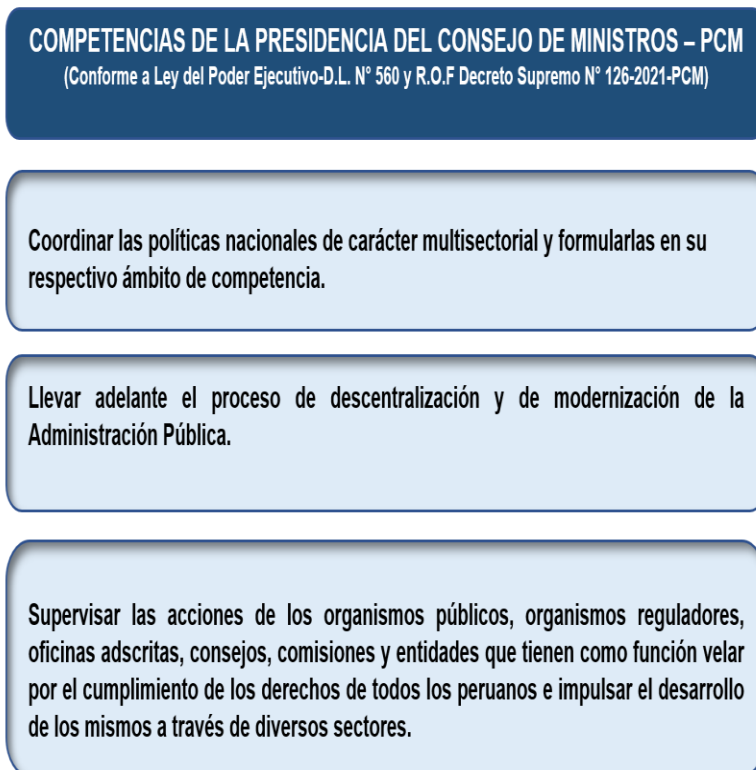 COMPETENCIAS DE LA PRESIDENCIA DEL CONSEJO DE MINISTROS – PCM
(Conforme a Ley del Poder Ejecutivo-D.L. N° 560 y R.O.F Decreto Supremo N° 126-2021-PCM)
Coordinar las políticas nacionales de carácter multisectorial y formularlas en su
respectivo ámbito de competencia.
Llevar adelante el proceso de descentralización y de modernización de la
Administración Pública.
Supervisar las acciones de los organismos públicos, organismos reguladores,
oficinas adscritas, consejos, comisiones y entidades que tienen como función velar
por el cumplimiento de los derechos de todos los peruanos e impulsar el desarrollo
de los mismos a través de diversos sectores.